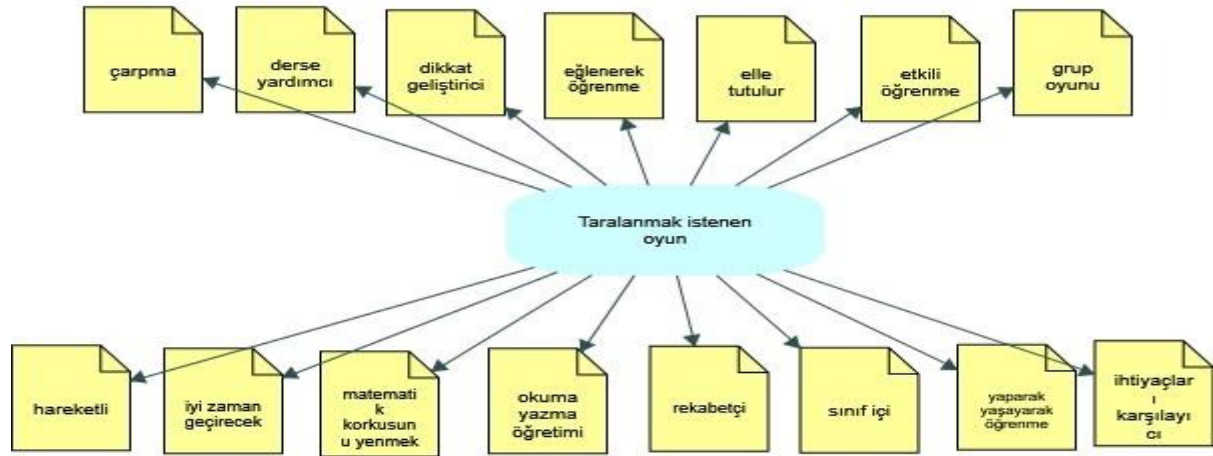 çarpma
derse
yardımcı
dikkat
geliştirici
eğlenerek
öğrenme
elle
tutulur
etkili
öğrenme
grup
oyunu
Taralanmak istenen
oyun
hareketli
iyi zaman
geçirecek
matemati
k
korkusun
u yenmek
okuma
yazma
öğretimi
rekabetçi
sınıf içi
yaparak
yaşayarak
öğrenme
ihtiyaçlar
ı
karşılayı
cı